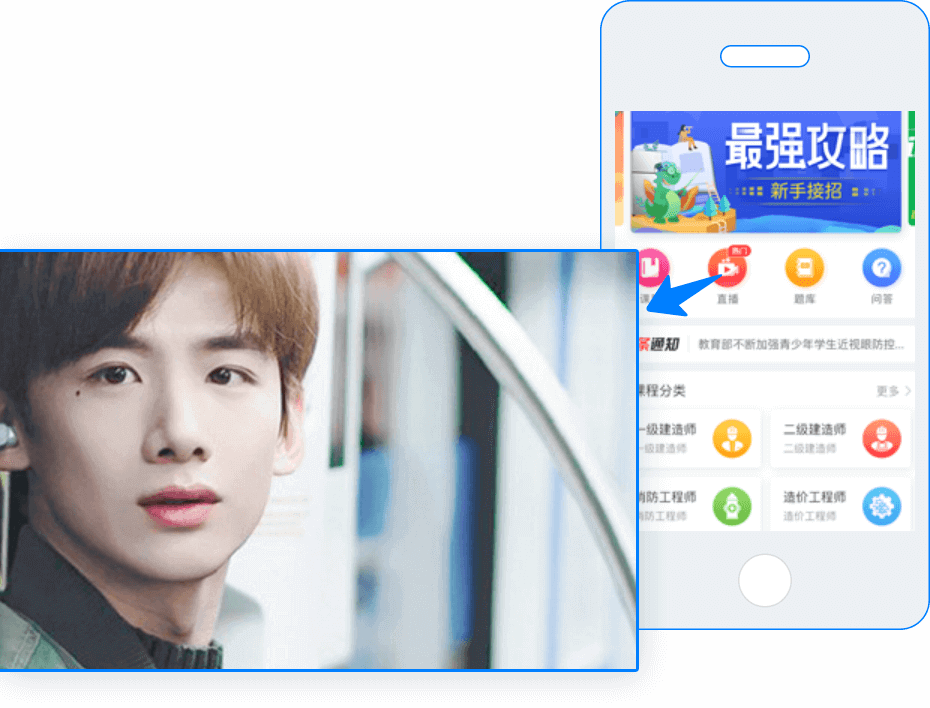 最强攻略
新手接招
热门
直播
题库
问答
条通知
教育部不断加强青少年学生近视眼防控...
课程分类
更多
一级建造师
一级建造师
二级建造师
二级建造师
消防工程师
消防工程师
造价工程师
造价工程师